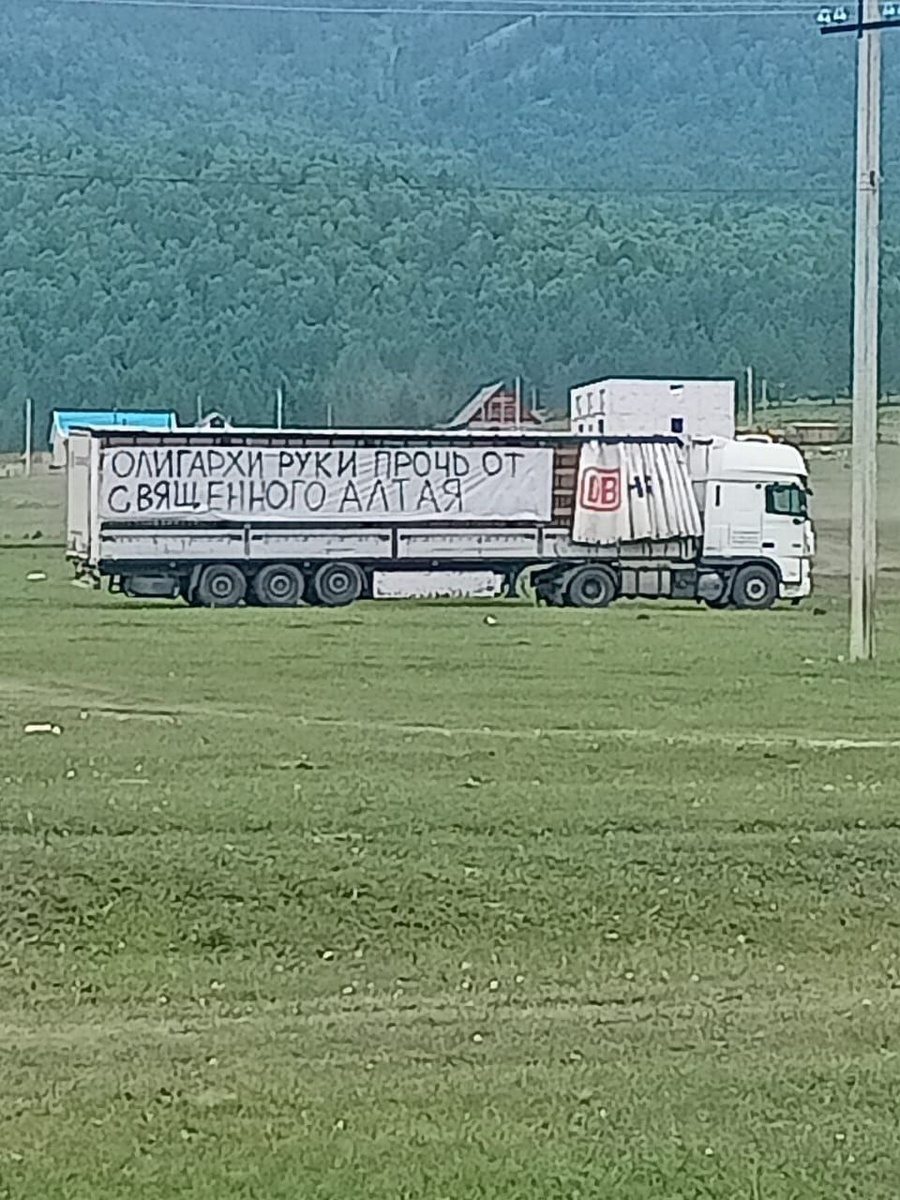 ОЛИГАРХИ РУКИ ПРОЧЬ ОТ
СВЯЩЕННОГО АЛТАЯ
DB